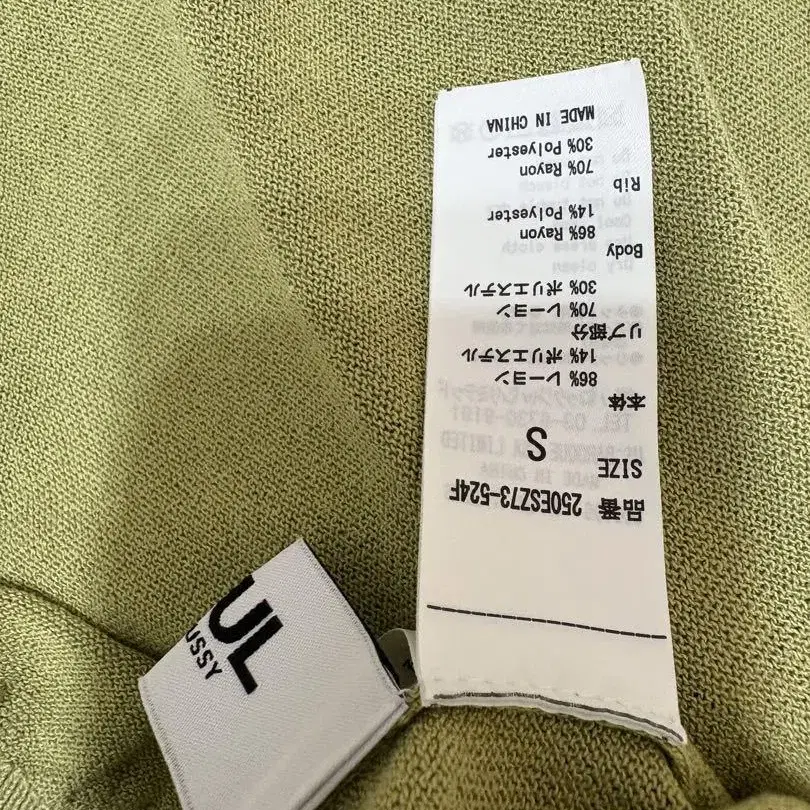 品番 250ESZ73-524F
SIZE
S
本体
86% レーヨン
14% ポリエステル
リブ部分
70% レーヨン
30% ポリエステル
Body
86% Rayon
14% Polyester
Rib
70% Rayon
30% Polyester
MADE IN CHINA
UL
USSY